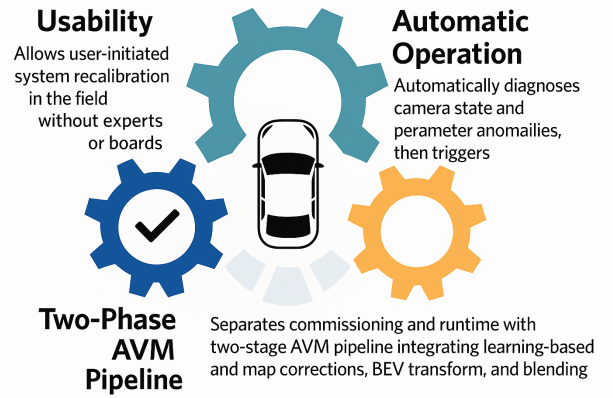 Usability
Allows user-initiated
system recalibration
in the field
without experts
or boards
Automatic
Operation
Automatically diagnoses
camera state and
perameter anomailies,
then triggers
Two-Phase
AVM
Pipeline
Separates commissioning and runtime with
two-stage AVM pipeline integrating learning-based
and map corrections, BEV transform, and blending